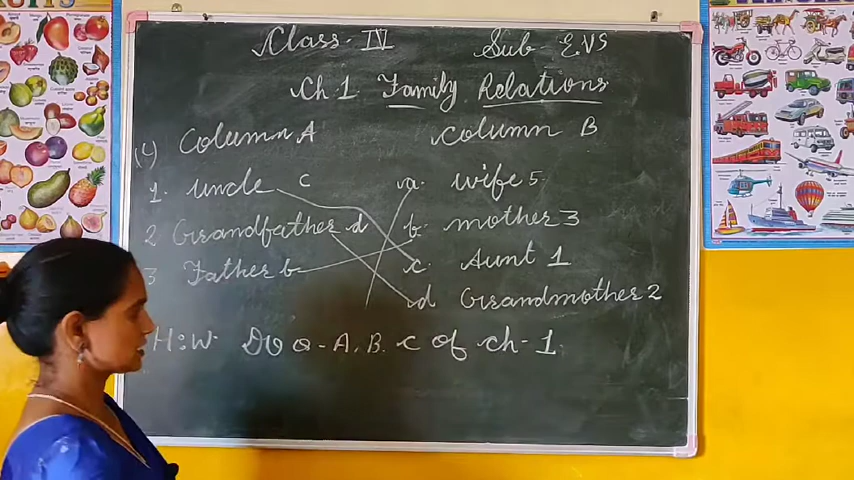 Class - IV Sub - EVS
Ch. 1 Family Relations
(C) Column A Column B
1. Uncle c a. Wife 5
2 Grandfather d b. Mother 3
3 Father b c. Aunt 1
d Grandmother 2
H:W. Do Q - A, B. C of Ch - 1.